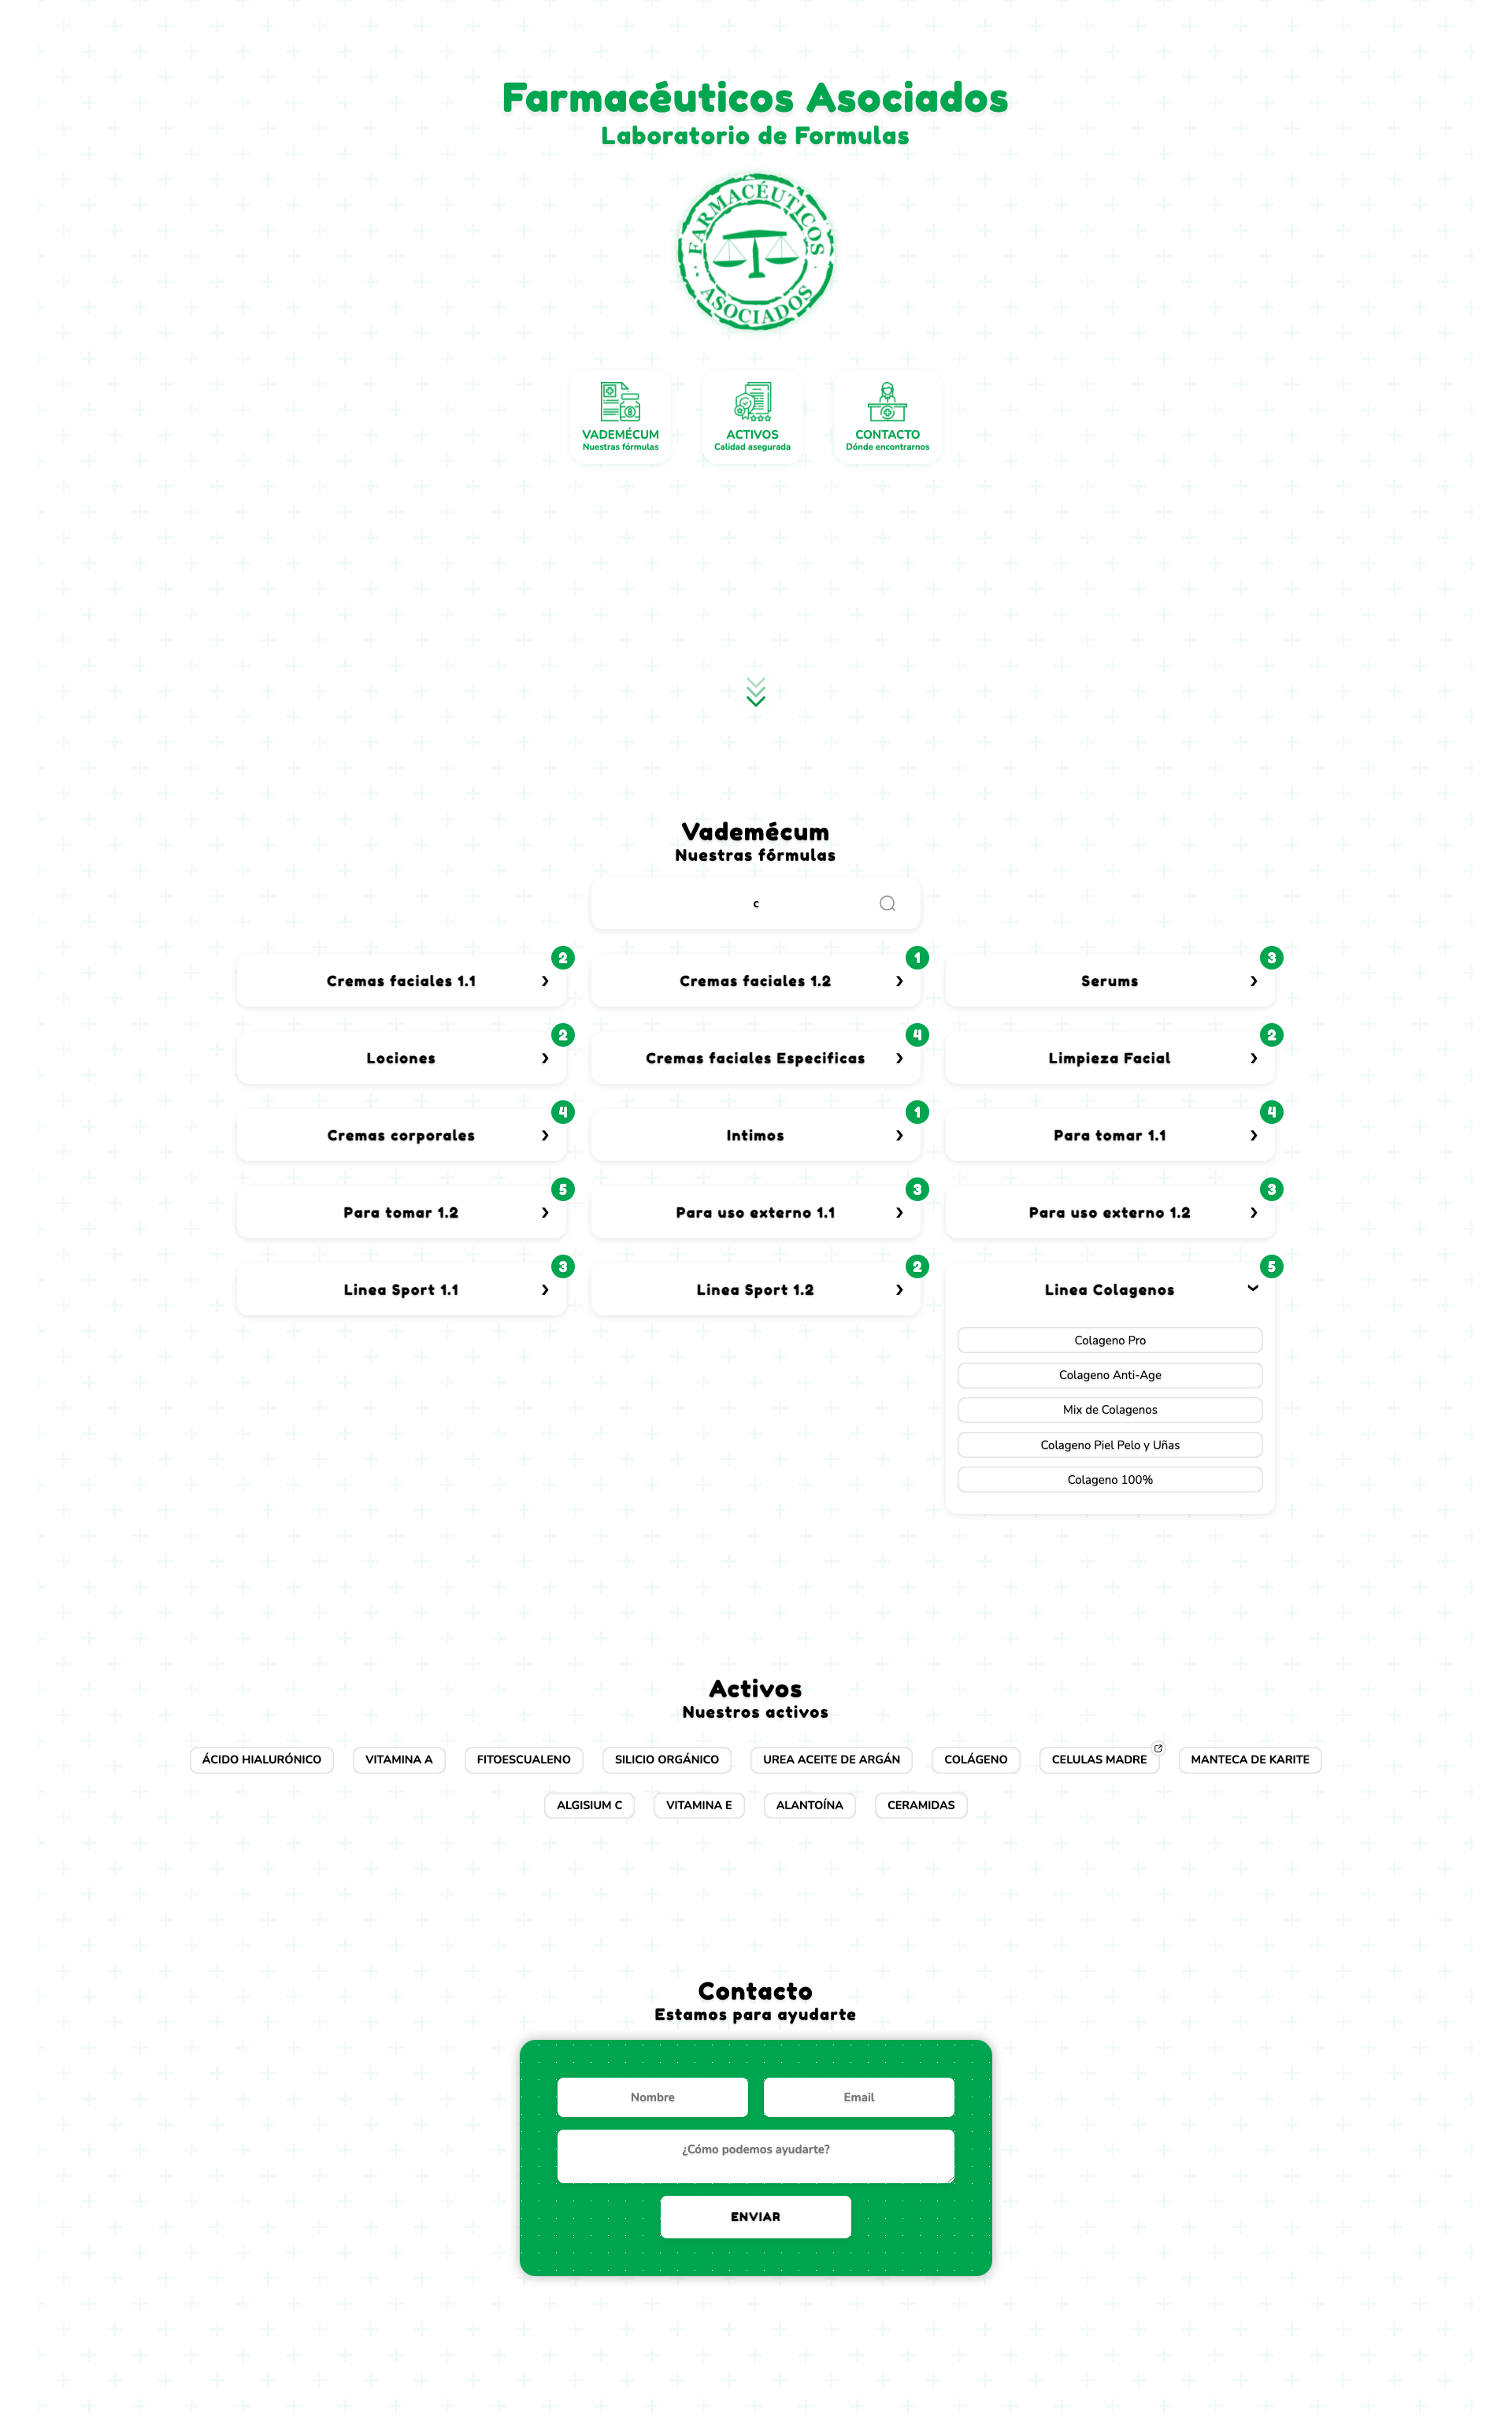 Farmacéuticos Asociados
Laboratorio de Formulas
FARMACÉUTICOS
ASOCIADOS
VADEMÉCUM
Nuestras fórmulas
ACTIVOS
Calidad asegurada
CONTACTO
Dónde encontrarnos
Vademécum
Nuestras fórmulas
c
2
1
3
Cremas faciales 1.1
Cremas faciales 1.2
Serums
2
4
2
Lociones
Cremas faciales Especificas
Limpieza Facial
4
1
4
Cremas corporales
Intimos
Para tomar 1.1
5
3
3
Para tomar 1.2
Para uso externo 1.1
Para uso externo 1.2
3
2
5
Linea Sport 1.1
Linea Sport 1.2
Linea Colagenos
Colageno Pro
Colageno Anti-Age
Mix de Colagenos
Colageno Piel Pelo y Uñas
Colageno 100%
Activos
Nuestros activos
ÁCIDO HIALURÓNICO
VITAMINA A
FITOESCUALENO
SILICIO ORGÁNICO
UREA ACEITE DE ARGÁN
COLÁGENO
CELULAS MADRE
MANTECA DE KARITE
ALGISIUM C
VITAMINA E
ALANTOÍNA
CERAMIDAS
Contacto
Estamos para ayudarte
Nombre
Email
¿Cómo podemos ayudarte?
ENVIAR